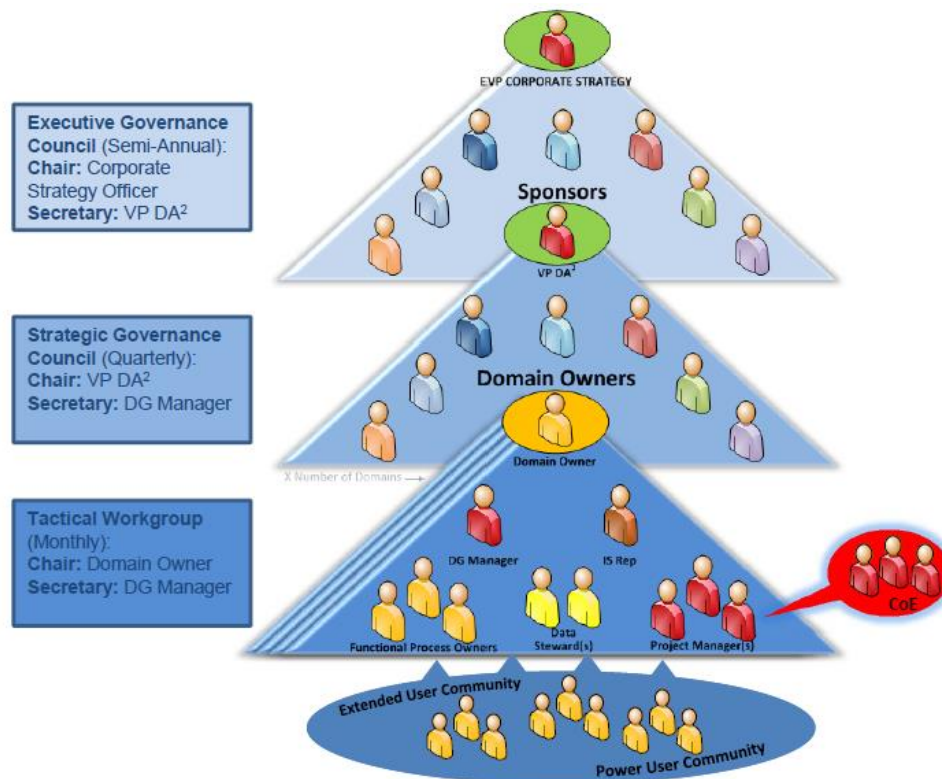 EVP CORPORATE STRATEGY
Executive Governance
Council (Semi-Annual):
Chair: Corporate
Strategy Officer
Secretary: VP DA²
Sponsors
VP DA²
Strategic Governance
Council (Quarterly):
Chair: VP DA²
Secretary: DG Manager
Domain Owners
Domain Owner
X Number of Domains
Tactical Workgroup
(Monthly):
Chair: Domain Owner
Secretary: DG Manager
DG Manager
IS Rep
CoE
Functional Process Owners
Data
Steward(s)
Project Manager(s)
Extended User Community
Power User Community